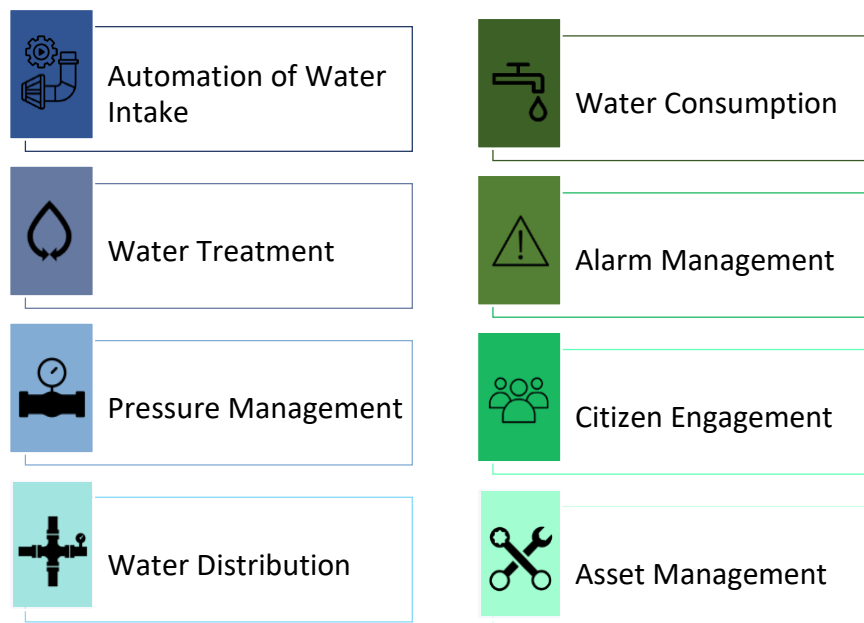 Automation of Water
Intake
Water Treatment
Pressure Management
Water Distribution
Water Consumption
Alarm Management
Citizen Engagement
Asset Management